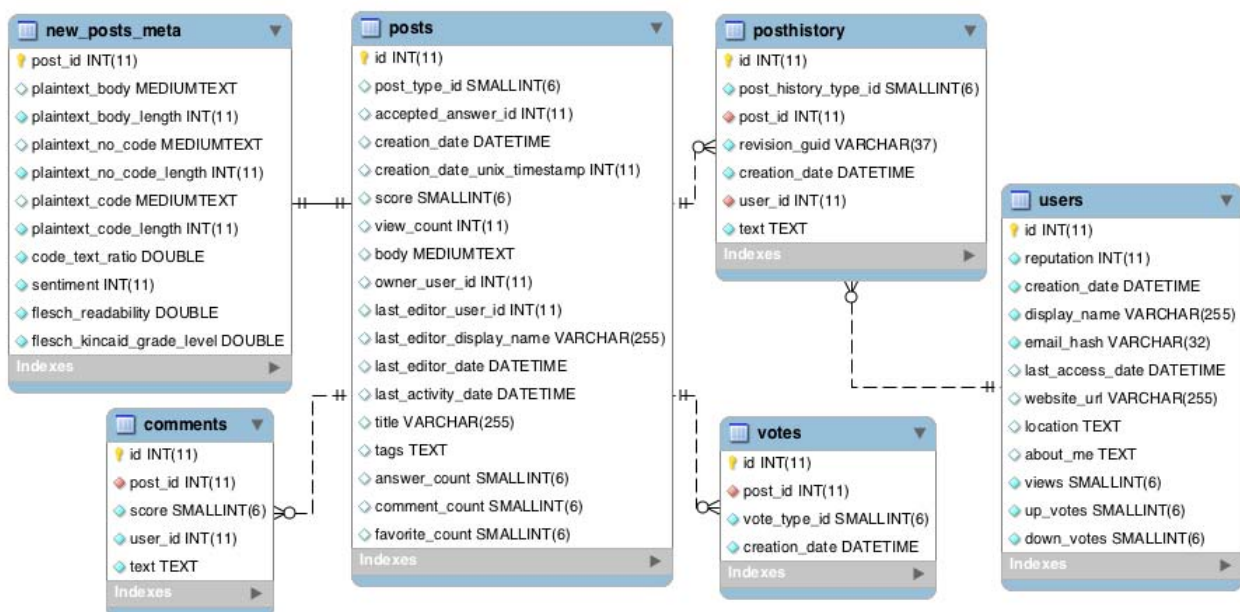 new_posts_meta
post_id INT(11)
plaintext_body MEDIUMTEXT
plaintext_body_length INT(11)
plaintext_no_code MEDIUMTEXT
plaintext_no_code_length INT(11)
plaintext_code MEDIUMTEXT
plaintext_code_length INT(11)
code_text_ratio DOUBLE
sentiment INT(11)
flesch_readability DOUBLE
flesch_kincaid_grade_level DOUBLE
Indexes
comments
id INT(11)
post_id INT(11)
score SMALLINT(6)
user_id INT(11)
text TEXT
Indexes
posts
id INT(11)
post_type_id SMALLINT(6)
accepted_answer_id INT(11)
creation_date DATETIME
creation_date_unix_timestamp INT(11)
score SMALLINT(6)
view_count INT(11)
body MEDIUMTEXT
owner_user_id INT(11)
last_editor_user_id INT(11)
last_editor_display_name VARCHAR(255)
last_editor_date DATETIME
last_activity_date DATETIME
title VARCHAR(255)
tags TEXT
answer_count SMALLINT(6)
comment_count SMALLINT(6)
favorite_count SMALLINT(6)
Indexes
posthistory
id INT(11)
post_history_type_id SMALLINT(6)
post_id INT(11)
revision_guid VARCHAR(37)
creation_date DATETIME
user_id INT(11)
text TEXT
Indexes
votes
id INT(11)
post_id INT(11)
vote_type_id SMALLINT(6)
creation_date DATETIME
Indexes
users
id INT(11)
reputation INT(11)
creation_date DATETIME
display_name VARCHAR(255)
email_hash VARCHAR(32)
last_access_date DATETIME
website_url VARCHAR(255)
location TEXT
about_me TEXT
views SMALLINT(6)
up_votes SMALLINT(6)
down_votes SMALLINT(6)
Indexes